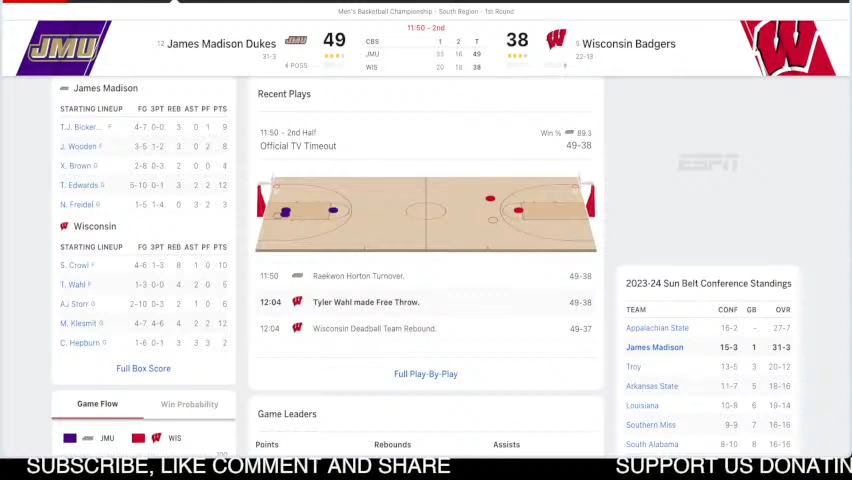 Men's Basketball Championship - South Region - 1st Round
JMU 12 James Madison Dukes 31-3 JMU 49 POSS
11:50 - 2nd
CBS 1 2 T
JMU 33 16 49
WIS 20 18 38
38 5 Wisconsin Badgers 22-13
James Madison
STARTING LINEUP FG 3PT REB AST PF PTS
T.J. Bicker... F 4-7 0-0 3 0 1 9
J. Wooden F 3-5 1-2 3 0 2 8
X. Brown G 2-8 0-3 2 0 0 4
T. Edwards G 5-10 0-1 3 2 2 12
N. Freidel G 1-5 1-4 0 3 2 3
Wisconsin
STARTING LINEUP FG 3PT REB AST PF PTS
S. Crowl F 4-6 1-3 8 1 0 10
T. Wahl F 1-3 0-0 4 2 0 5
AJ Storr G 2-10 0-3 2 1 0 6
M. Klesmit G 4-7 4-6 4 2 2 12
C. Hepburn G 1-6 0-1 3 3 3 2
Full Box Score
Game Flow Win Probability
JMU WIS
100
Recent Plays
11:50 - 2nd Half
Win % 89.3
Official TV Timeout 49-38
11:50 Raekwon Horton Turnover. 49-38
12:04 Tyler Wahl made Free Throw. 49-38
12:04 Wisconsin Deadball Team Rebound. 49-37
Full Play-By-Play
Game Leaders
Points Rebounds Assists
ESPN
2023-24 Sun Belt Conference Standings
TEAM CONF GB OVR
Appalachian State 16-2 - 27-7
James Madison 15-3 1 31-3
Troy 13-5 3 20-12
Arkansas State 11-7 5 18-16
Louisiana 10-8 6 19-14
Southern Miss 9-9 7 16-16
South Alabama 8-10 8 16-16
SUBSCRIBE, LIKE COMMENT AND SHARE SUPPORT US DONATIN